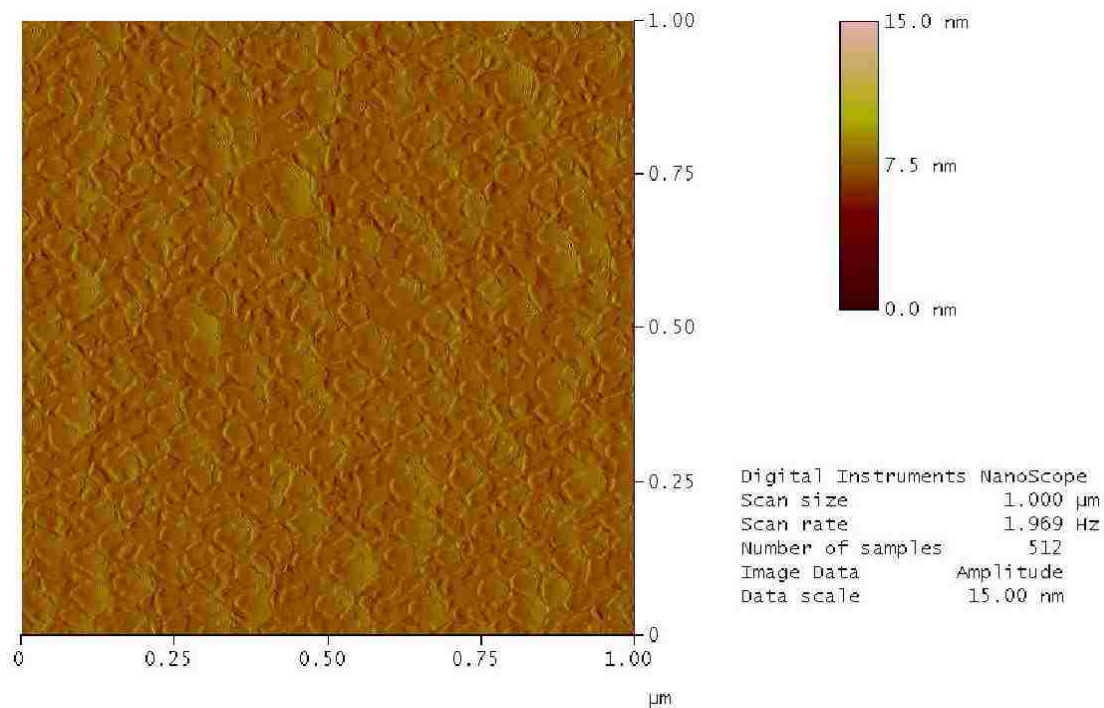 1.00
0.75
0.50
0.25
0
0 0.25 0.50 0.75 1.00
µm
15.0 nm
7.5 nm
0.0 nm
Digital Instruments NanoScope
Scan size 1.000 µm
Scan rate 1.969 Hz
Number of samples 512
Image Data Amplitude
Data scale 15.00 nm